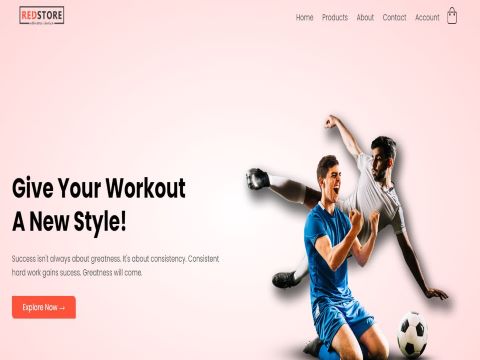 REDSTORE
Home Products About Contact Account
Give Your Workout
A New Style!
Success isn't always about greatness. It's about consistency. Consistent
hard work gains sucess. Greatness will come.
Explore Now →